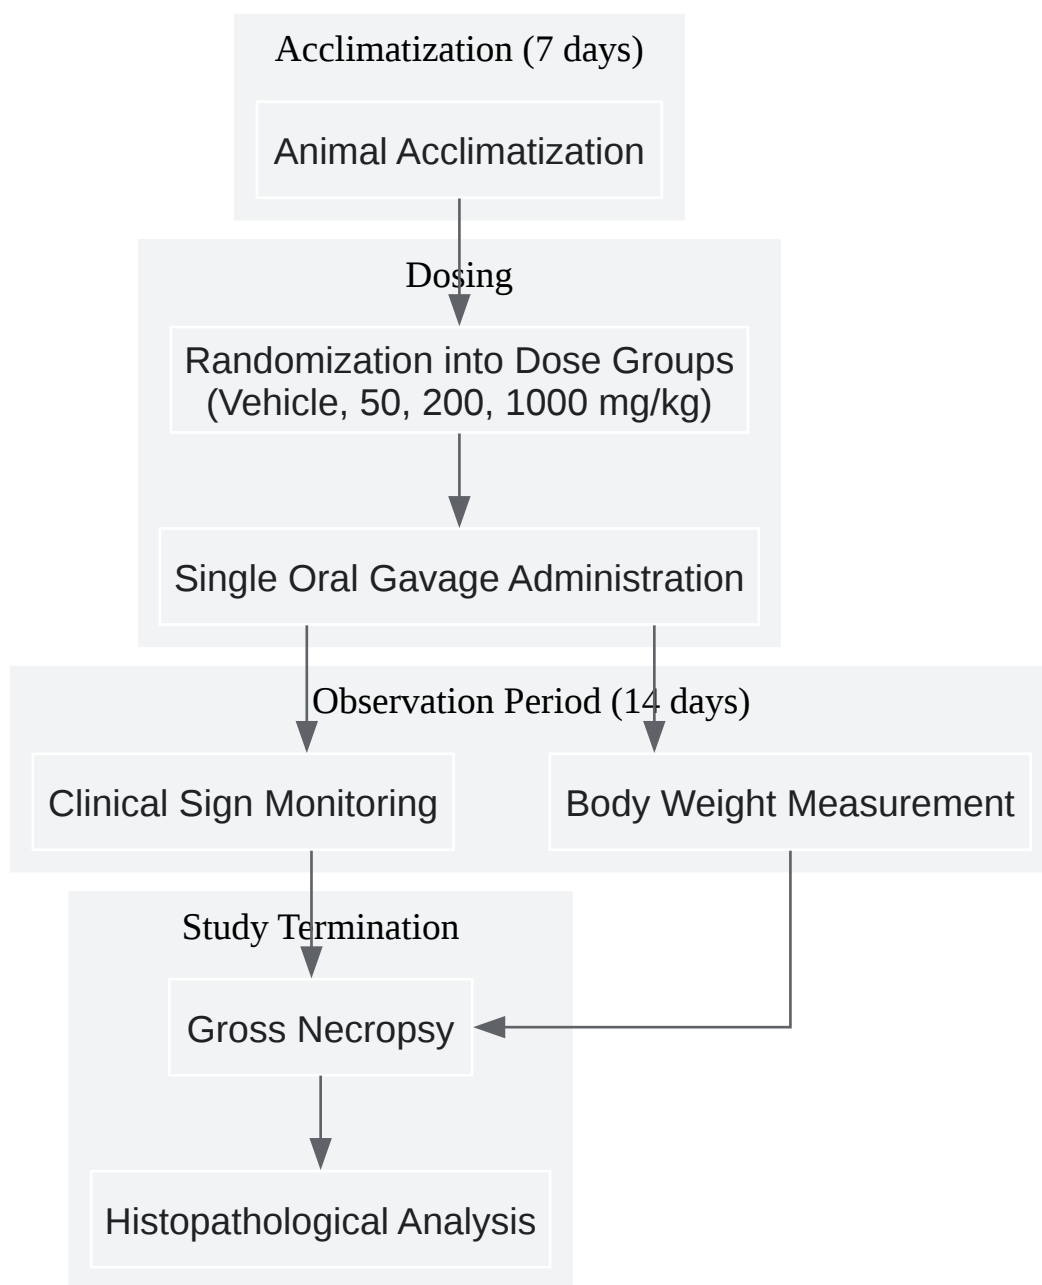 Acclimatization (7 days)
Animal Acclimatization
Dosing
Randomization into Dose Groups
(Vehicle, 50, 200, 1000 mg/kg)
Single Oral Gavage Administration
Observation Period (14 days)
Clinical Sign Monitoring
Body Weight Measurement
Study Termination
Gross Necropsy
Histopathological Analysis